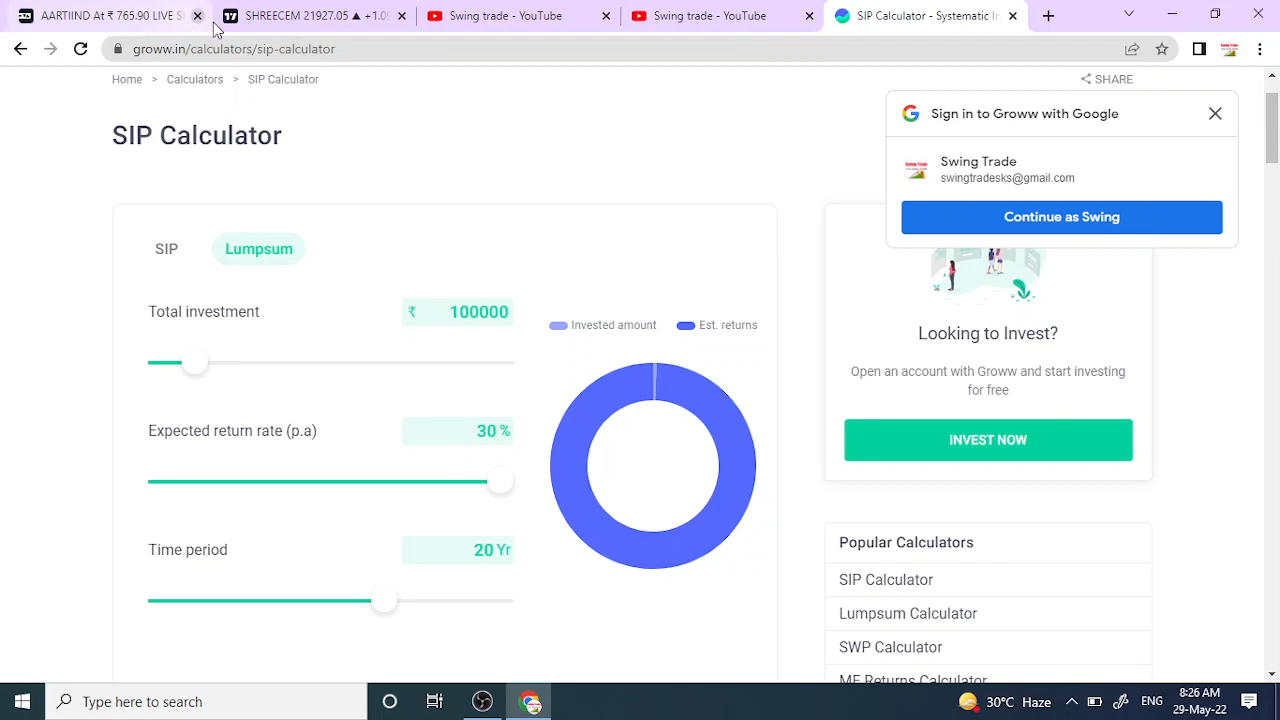 AARTIIND ₹ 765.90 LIVE S
SHREECM 21927.05 ▲ +1.0
Swing trade - YouTube
Swing trade - YouTube
SIP Calculator - Systematic In
groww.in/calculators/sip-calculator
Home > Calculators > SIP Calculator
SHARE
Sign in to Groww with Google
Swing Trade
swingtradesks@gmail.com
Continue as Swing
SIP Calculator
SIP
Lumpsum
Total investment
₹ 100000
Expected return rate (p.a)
30 %
Time period
20 Yr
Invested amount
Est. returns
Looking to Invest?
Open an account with Groww and start investing
for free
INVEST NOW
Popular Calculators
SIP Calculator
Lumpsum Calculator
SWP Calculator
MF Returns Calculator
Type here to search
30°C Haze
ENG
8:26 AM
29-May-22